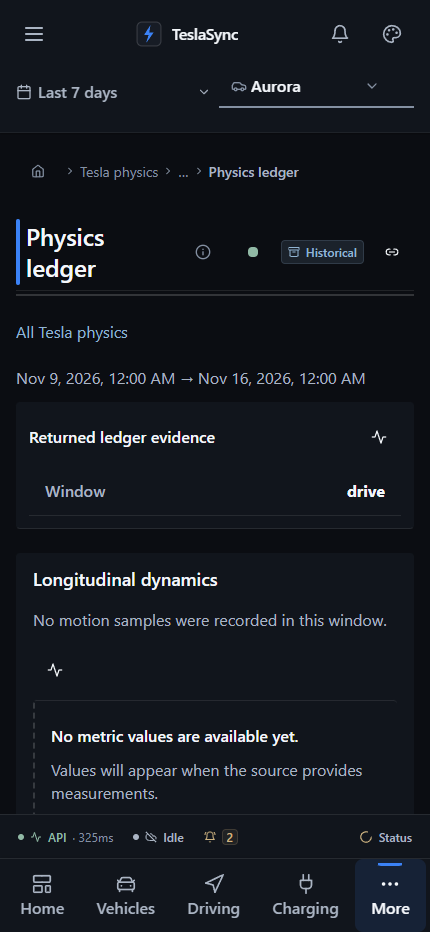 TeslaSync
Last 7 days
Aurora
Tesla physics
...
Physics ledger
Physics
ledger
Historical
All Tesla physics
Nov 9, 2026, 12:00 AM → Nov 16, 2026, 12:00 AM
Returned ledger evidence
Window drive
Longitudinal dynamics
No motion samples were recorded in this window.
No metric values are available yet.
Values will appear when the source provides
measurements.
API · 325ms Idle 2 Status
Home Vehicles Driving Charging More